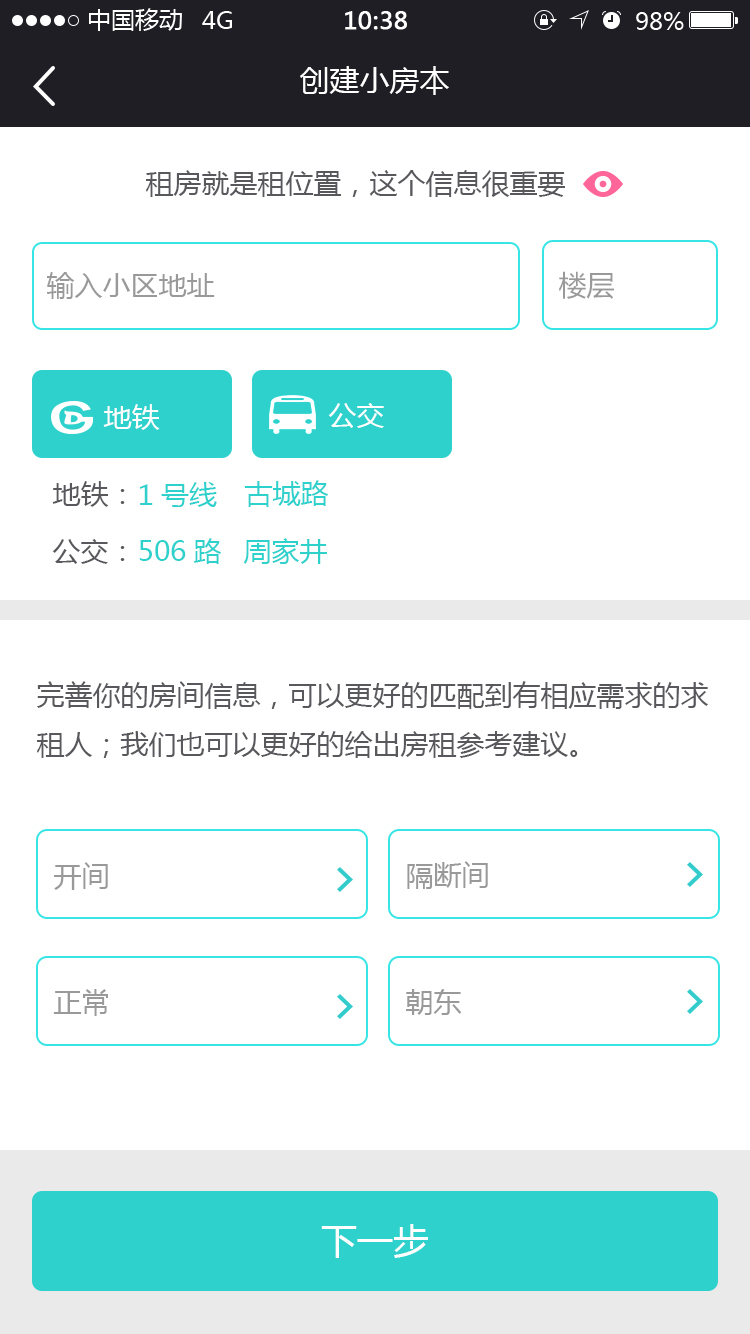 中国移动 4G 10:38 98%
创建小房本
租房就是租位置，这个信息很重要
输入小区地址 楼层
地铁 公交
地铁：1 号线 古城路
公交：506 路 周家井
完善你的房间信息，可以更好的匹配到有相应需求的求
租人；我们也可以更好的给出房租参考建议。
开间 隔断间
正常 朝东
下一步